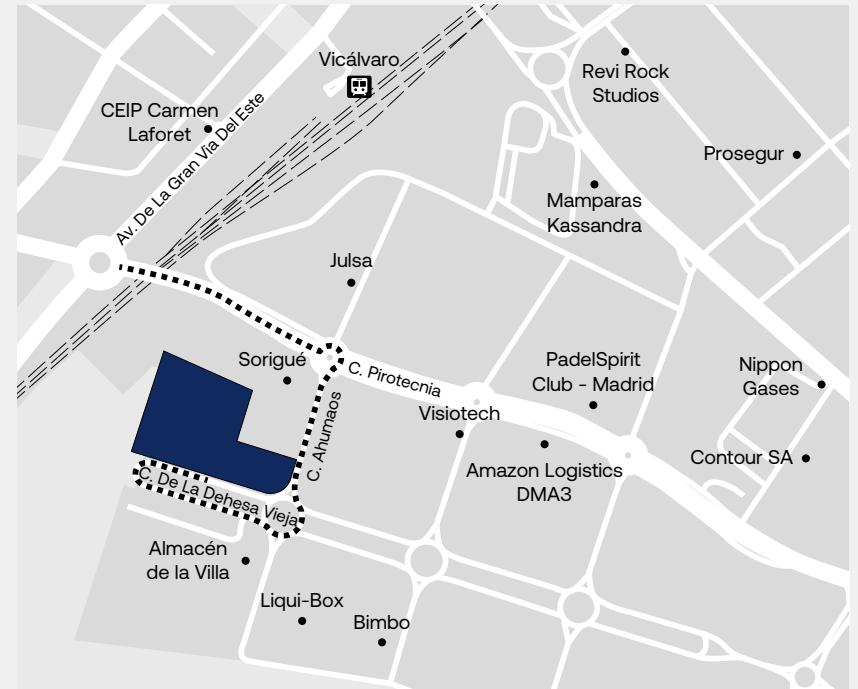 Vicálvaro
Revi Rock
Studios
CEIP Carmen
Laforet
Av. De La Gran Via Del Este
Prosegur
Mamparas
Kassandra
Julsa
Sorigué
C. Pirotecnia
PadelSpirit
Club - Madrid
Nippon
Gases
C. Ahumaos
Visiotech
Amazon Logistics
DMA3
Contour SA
C. De La Dehesa Vieja
Almacén
de la Villa
Liqui-Box
Bimbo